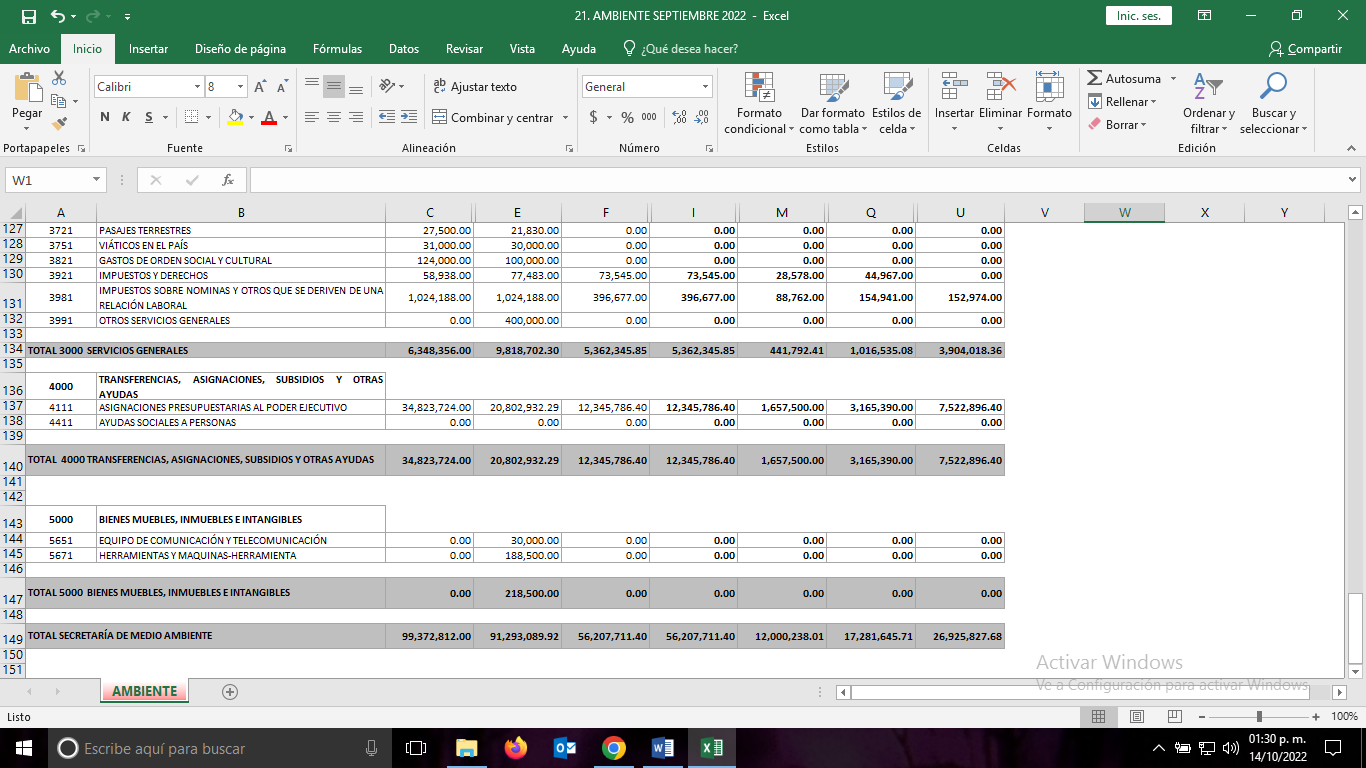 21. AMBIENTE SEPTIEMBRE 2022 - Excel
Inic. ses.
Archivo Inicio Insertar Diseño de página Fórmulas Datos Revisar Vista Ayuda ¿Qué desea hacer? Compartir
Pegar
Calibri 8
N K S
Ajustar texto
Combinar y centrar
General
$ % 000
Formato condicional
Dar formato como tabla
Estilos de celda
Insertar Eliminar Formato
Autosuma
Rellenar
Borrar
Ordenar y filtrar
Buscar y seleccionar
Portapapeles Fuente Alineación Número Estilos Celdas Edición
W1 fx
A B C E F I M Q U V W X Y
127 3721 PASAJES TERRESTRES 27,500.00 21,830.00 0.00 0.00 0.00 0.00 0.00
128 3751 VIÁTICOS EN EL PAÍS 31,000.00 30,000.00 0.00 0.00 0.00 0.00 0.00
129 3821 GASTOS DE ORDEN SOCIAL Y CULTURAL 124,000.00 100,000.00 0.00 0.00 0.00 0.00 0.00
130 3921 IMPUESTOS Y DERECHOS 58,938.00 77,483.00 73,545.00 73,545.00 28,578.00 44,967.00 0.00
131 3981 IMPUESTOS SOBRE NOMINAS Y OTROS QUE SE DERIVEN DE UNA RELACIÓN LABORAL 1,024,188.00 1,024,188.00 396,677.00 396,677.00 88,762.00 154,941.00 152,974.00
132 3991 OTROS SERVICIOS GENERALES 0.00 400,000.00 0.00 0.00 0.00 0.00 0.00
133
134 TOTAL 3000 SERVICIOS GENERALES 6,348,356.00 9,818,702.30 5,362,345.85 5,362,345.85 441,792.41 1,016,535.08 3,904,018.36
135
136 4000 TRANSFERENCIAS, ASIGNACIONES, SUBSIDIOS Y OTRAS AYUDAS
137 4111 ASIGNACIONES PRESUPUESTARIAS AL PODER EJECUTIVO 34,823,724.00 20,802,932.29 12,345,786.40 12,345,786.40 1,657,500.00 3,165,390.00 7,522,896.40
138 4411 AYUDAS SOCIALES A PERSONAS 0.00 0.00 0.00 0.00 0.00 0.00 0.00
139
140 TOTAL 4000 TRANSFERENCIAS, ASIGNACIONES, SUBSIDIOS Y OTRAS AYUDAS 34,823,724.00 20,802,932.29 12,345,786.40 12,345,786.40 1,657,500.00 3,165,390.00 7,522,896.40
141
142
143 5000 BIENES MUEBLES, INMUEBLES E INTANGIBLES
144 5651 EQUIPO DE COMUNICACIÓN Y TELECOMUNICACIÓN 0.00 30,000.00 0.00 0.00 0.00 0.00 0.00
145 5671 HERRAMIENTAS Y MAQUINAS-HERRAMIENTA 0.00 188,500.00 0.00 0.00 0.00 0.00 0.00
146
147 TOTAL 5000 BIENES MUEBLES, INMUEBLES E INTANGIBLES 0.00 218,500.00 0.00 0.00 0.00 0.00 0.00
148
149 TOTAL SECRETARÍA DE MEDIO AMBIENTE 99,372,812.00 91,293,089.92 56,207,711.40 56,207,711.40 12,000,238.01 17,281,645.71 26,925,827.68
150
151
Activar Windows
Ve a Configuración para activar Windows.
AMBIENTE
Listo 100%
Escribe aquí para buscar
01:30 p. m.
14/10/2022